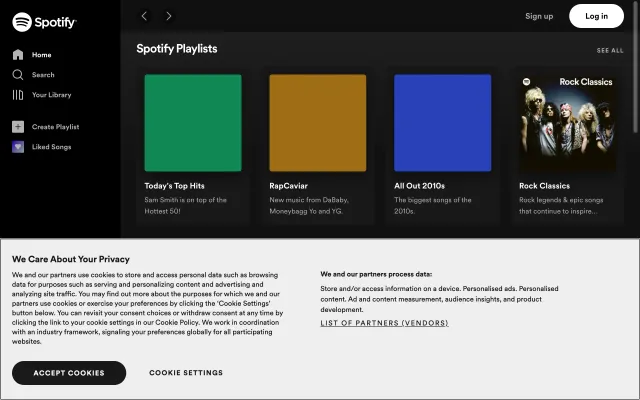 Spotify
Sign up
Log in
Home
Search
Your Library
Create Playlist
Liked Songs
Spotify Playlists
SEE ALL
Rock Classics
Today's Top Hits
Sam Smith is on top of the
Hottest 50!
RapCaviar
New music from DaBaby,
Moneybagg Yo and YG.
All Out 2010s
The biggest songs of the
2010s.
Rock Classics
Rock legends & epic songs
that continue to inspire...
We Care About Your Privacy
We and our partners use cookies to store and access personal data such as browsing
data for purposes such as serving and personalizing content and advertising and
analyzing site traffic. You may find out more about the purposes for which we and our
partners use cookies or exercise your preferences by clicking the 'Cookie Settings'
button below. You can revisit your consent choices or withdraw consent at any time by
clicking the link to your cookie settings in our Cookie Policy. We work in coordination
with an industry framework, signaling your preferences globally for all participating
websites.
We and our partners process data:
Store and/or access information on a device. Personalised ads. Personalised
content. Ad and content measurement, audience insights, and product
development.
LIST OF PARTNERS (VENDORS)
ACCEPT COOKIES
COOKIE SETTINGS